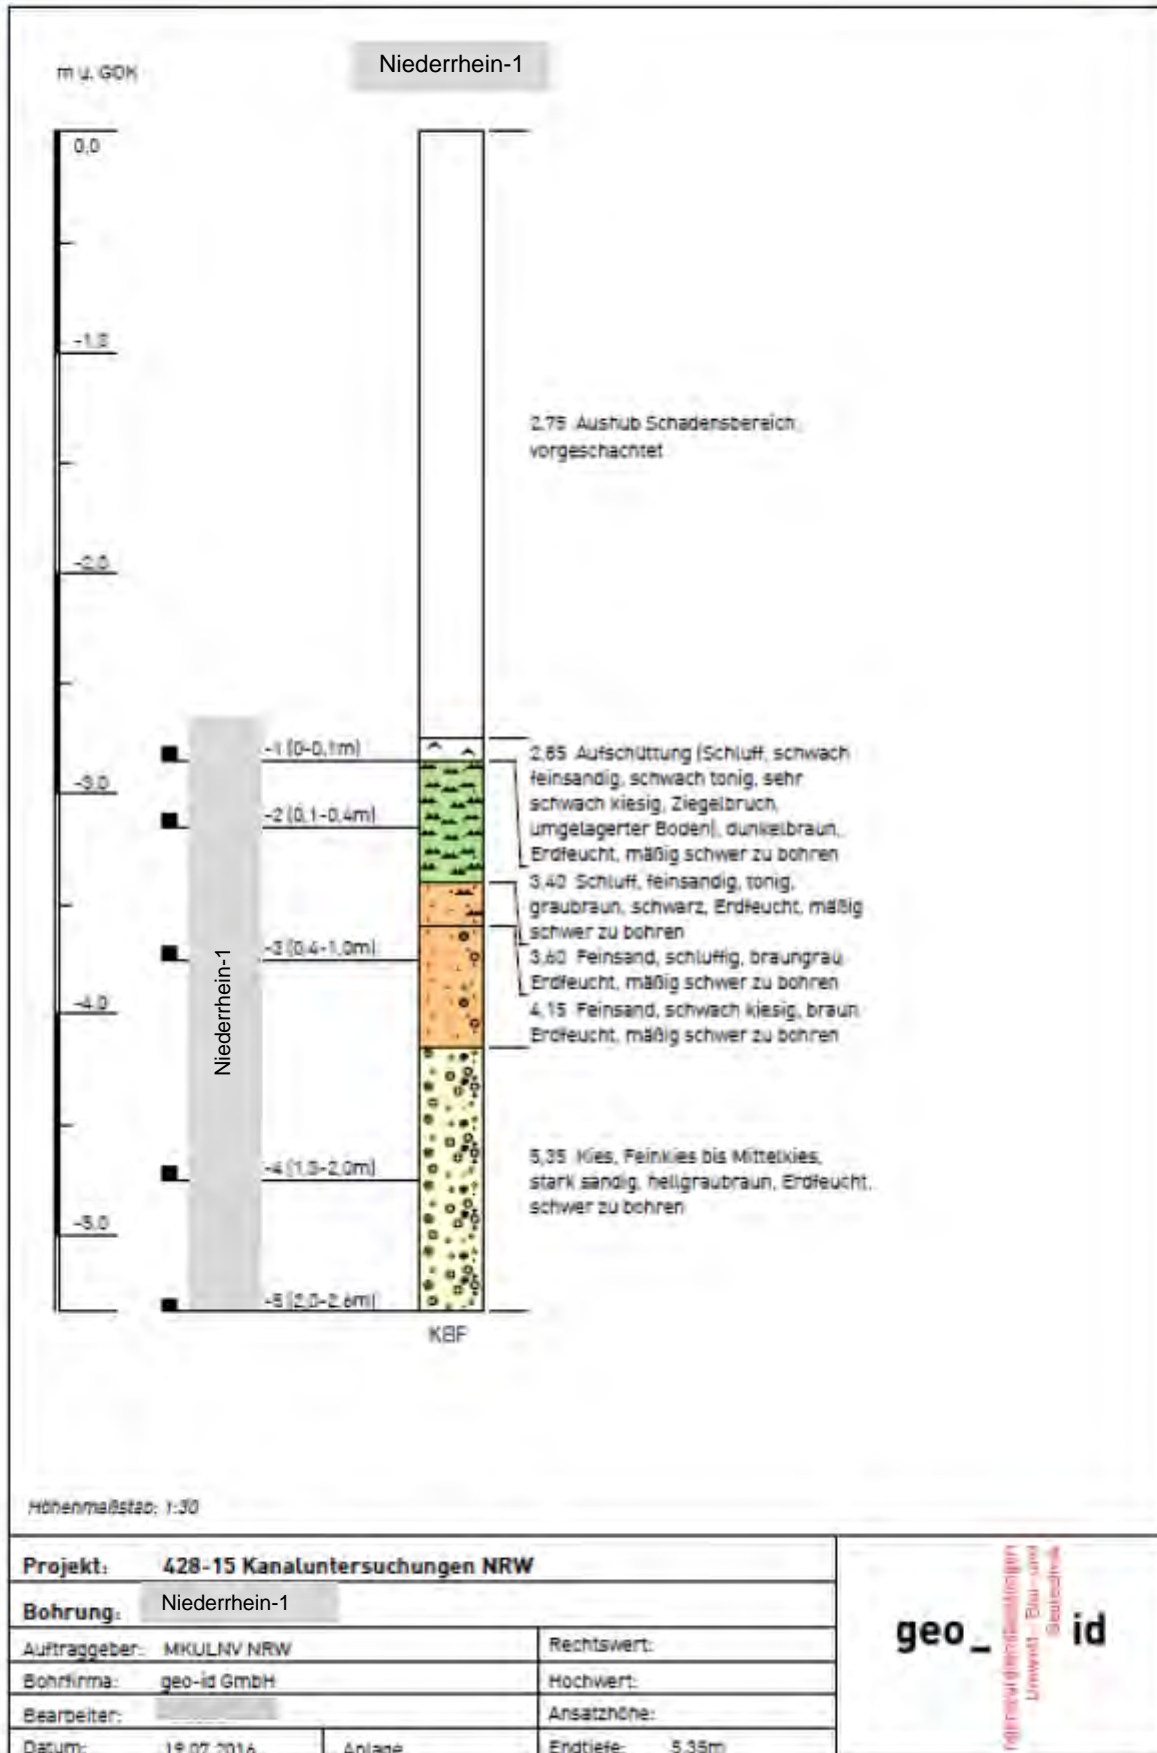 Niederrhein-1
m u. GOK
0,0
-1,0
-2,0
-3,0
-4,0
-5,0
2,75 Aushub Schadensbereich,
vorgeschachtet
-1 (0-0,1m)
-2 (0,1-0,4m)
-3 (0,4-1,0m)
-4 (1,0-2,0m)
-5 (2,0-2,6m)
Niederrhein-1
2,85 Aufschüttung (Schluff, schwach
feinsandig, schwach tonig, sehr
schwach kiesig, Ziegelbruch,
umgelagerter Boden), dunkelbraun,
Erdfeucht, mäßig schwer zu bohren
3,40 Schluff, feinsandig, tonig,
graubraun, schwarz, Erdfeucht, mäßig
schwer zu bohren
3,60 Feinsand, schluffig, braungrau,
Erdfeucht, mäßig schwer zu bohren
4,15 Feinsand, schwach kiesig, braun,
Erdfeucht, mäßig schwer zu bohren
5,35 Kies, Feinkies bis Mittelkies,
stark sandig, hellgraubraun, Erdfeucht,
schwer zu bohren
KBF
Höhenmaßstab: 1:30
Projekt: 428-15 Kanaluntersuchungen NRW
Bohrung: Niederrhein-1
Auftraggeber: MKULNV NRW
Rechtswert:
Bohrfirma: geo-id GmbH
Hochwert:
Bearbeiter:
Ansatzhöhe:
Datum: 19.07.2016
Anlage
Endtiefe: 5,35m
geo_ id
Umwelt- Bau- und
Geotechnik